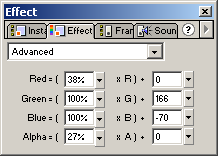 Effect
Inst Effect Fran Soun ?
Advanced
Red = ( 38% x R ) + 0
Green = ( 100% x G ) + 166
Blue = ( 100% x B ) + -70
Alpha = ( 27% x A ) + 0